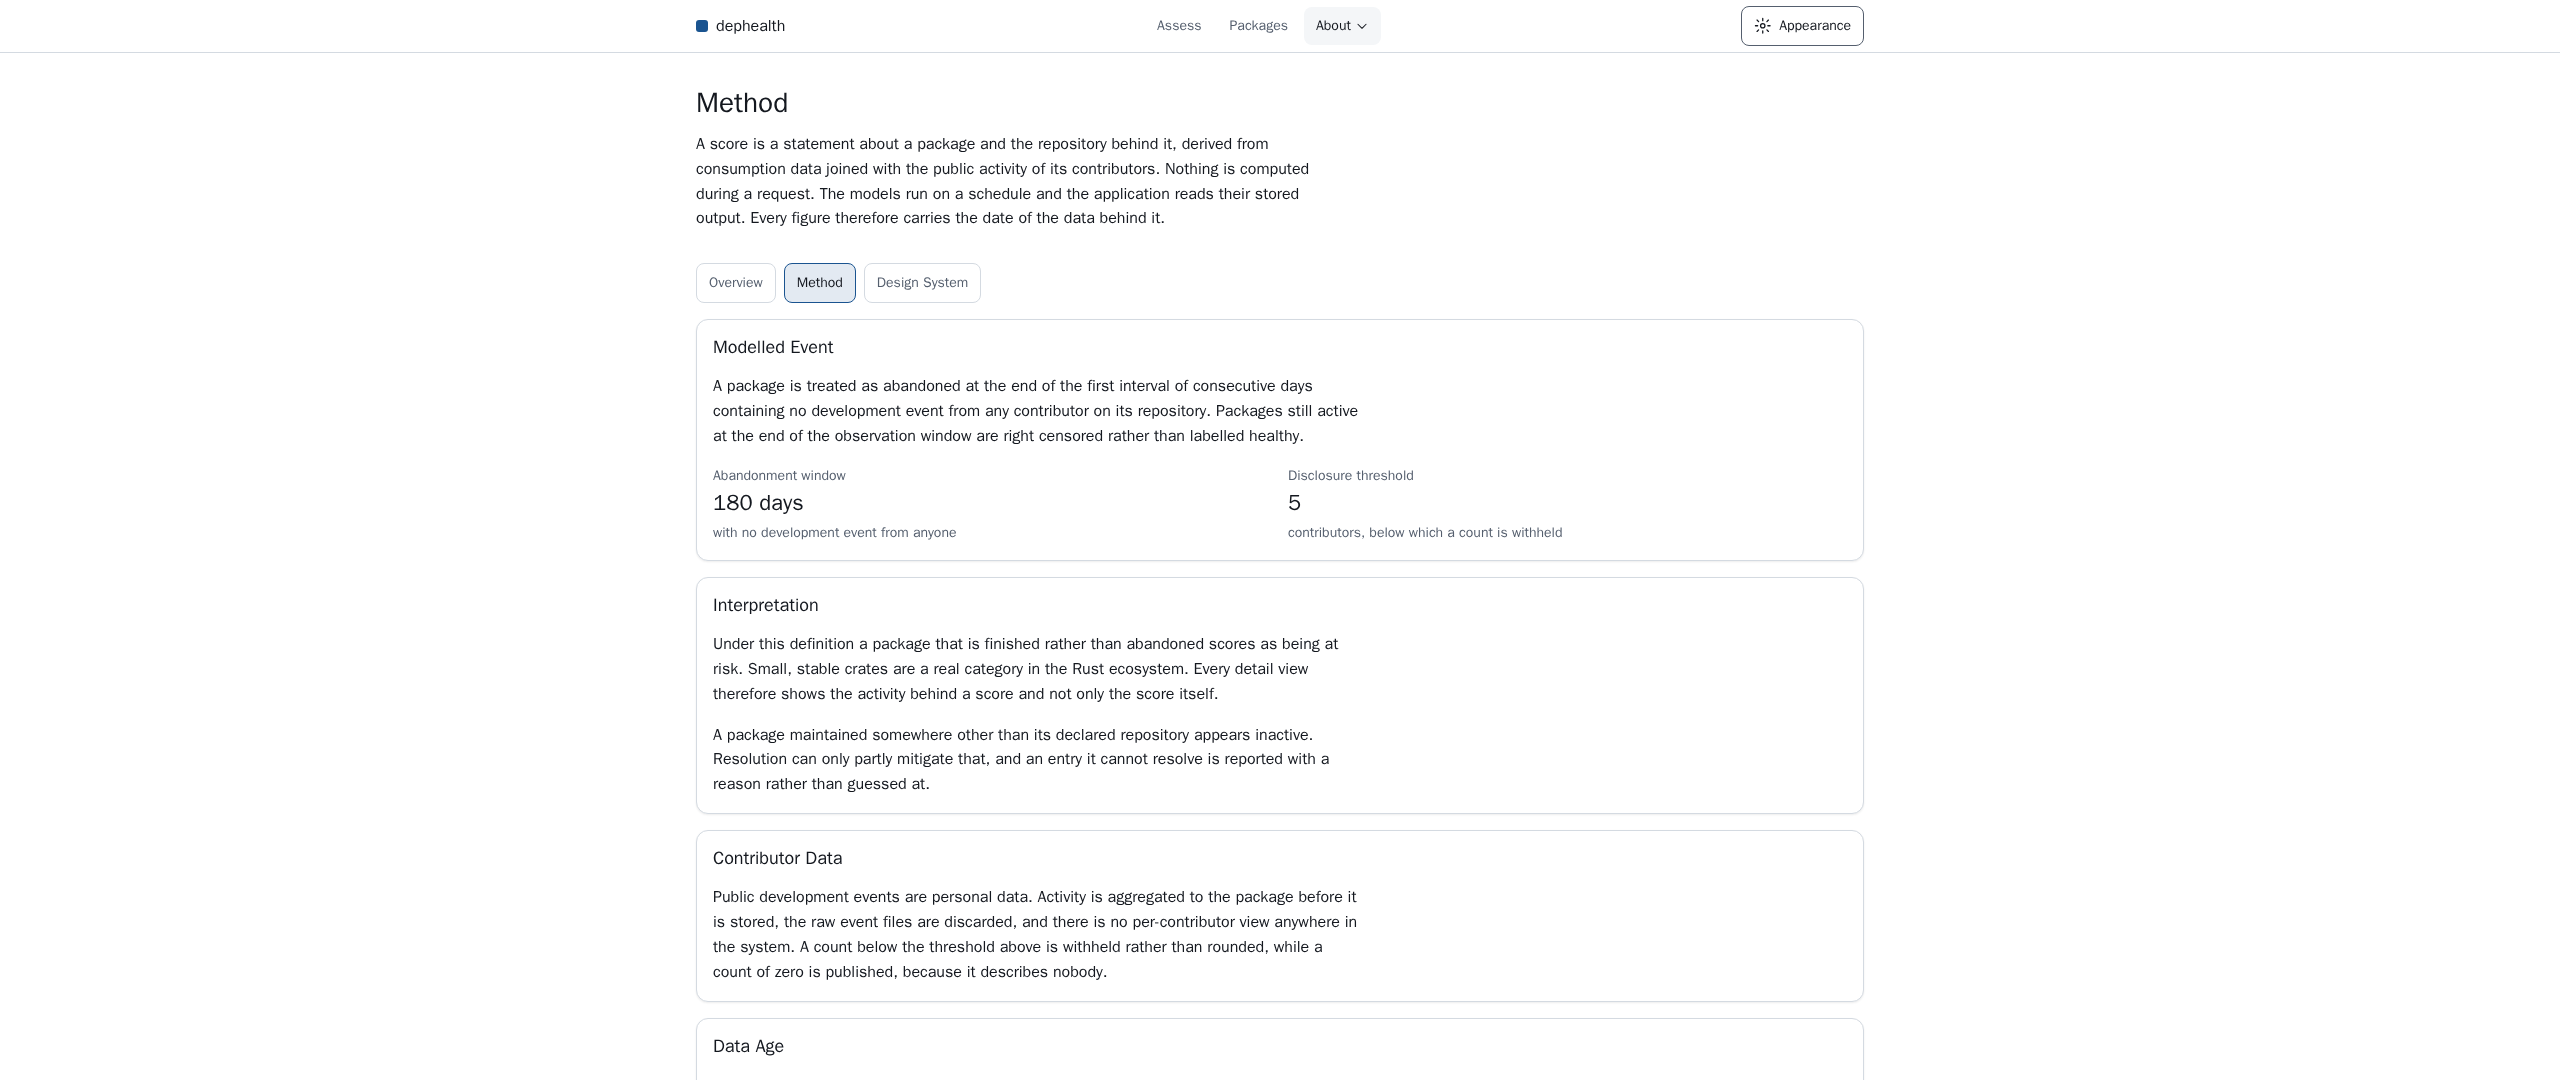 dephealth
Assess
Packages
About
Appearance
Method
A score is a statement about a package and the repository behind it, derived from
consumption data joined with the public activity of its contributors. Nothing is computed
during a request. The models run on a schedule and the application reads their stored
output. Every figure therefore carries the date of the data behind it.
Overview
Method
Design System
Modelled Event
A package is treated as abandoned at the end of the first interval of consecutive days
containing no development event from any contributor on its repository. Packages still active
at the end of the observation window are right censored rather than labelled healthy.
Abandonment window
180 days
with no development event from anyone
Disclosure threshold
5
contributors, below which a count is withheld
Interpretation
Under this definition a package that is finished rather than abandoned scores as being at
risk. Small, stable crates are a real category in the Rust ecosystem. Every detail view
therefore shows the activity behind a score and not only the score itself.
A package maintained somewhere other than its declared repository appears inactive.
Resolution can only partly mitigate that, and an entry it cannot resolve is reported with a
reason rather than guessed at.
Contributor Data
Public development events are personal data. Activity is aggregated to the package before it
is stored, the raw event files are discarded, and there is no per-contributor view anywhere in
the system. A count below the threshold above is withheld rather than rounded, while a
count of zero is published, because it describes nobody.
Data Age